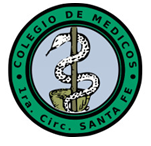 COLEGIO DE MEDICOS
1ra. Circ. SANTA FE